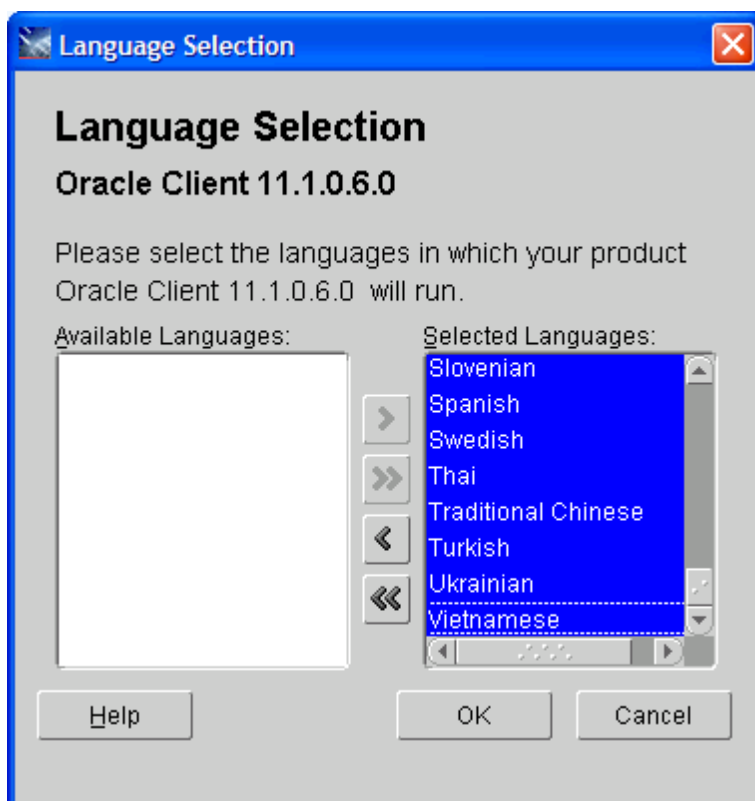 Language Selection
Language Selection
Oracle Client 11.1.0.6.0
Please select the languages in which your product
Oracle Client 11.1.0.6.0 will run.
Available Languages:
Selected Languages:
Slovenian
Spanish
Swedish
Thai
Traditional Chinese
Turkish
Ukrainian
Vietnamese
Help
OK
Cancel